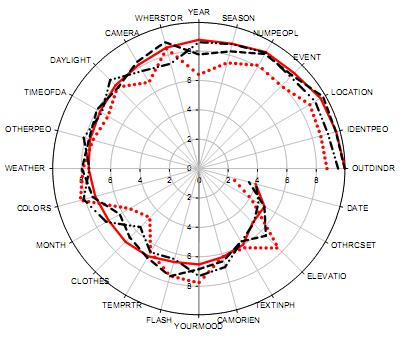 YEAR
WHERSTOR SEASON
CAMERA NUMPEOPL
DAYLIGHT EVENT
TIMEOFDA LOCATION
OTHERPEO IDENTPEO
WEATHER 8 6 4 2 0 2 4 6 8 OUTDINDR
COLORS DATE
MONTH OTHRCSET
CLOTHES ELEVATIO
TEMPRTR TEXTINPH
FLASH CAMORIEN
YOURMOOD
8
6
4
2
2
4
6
8